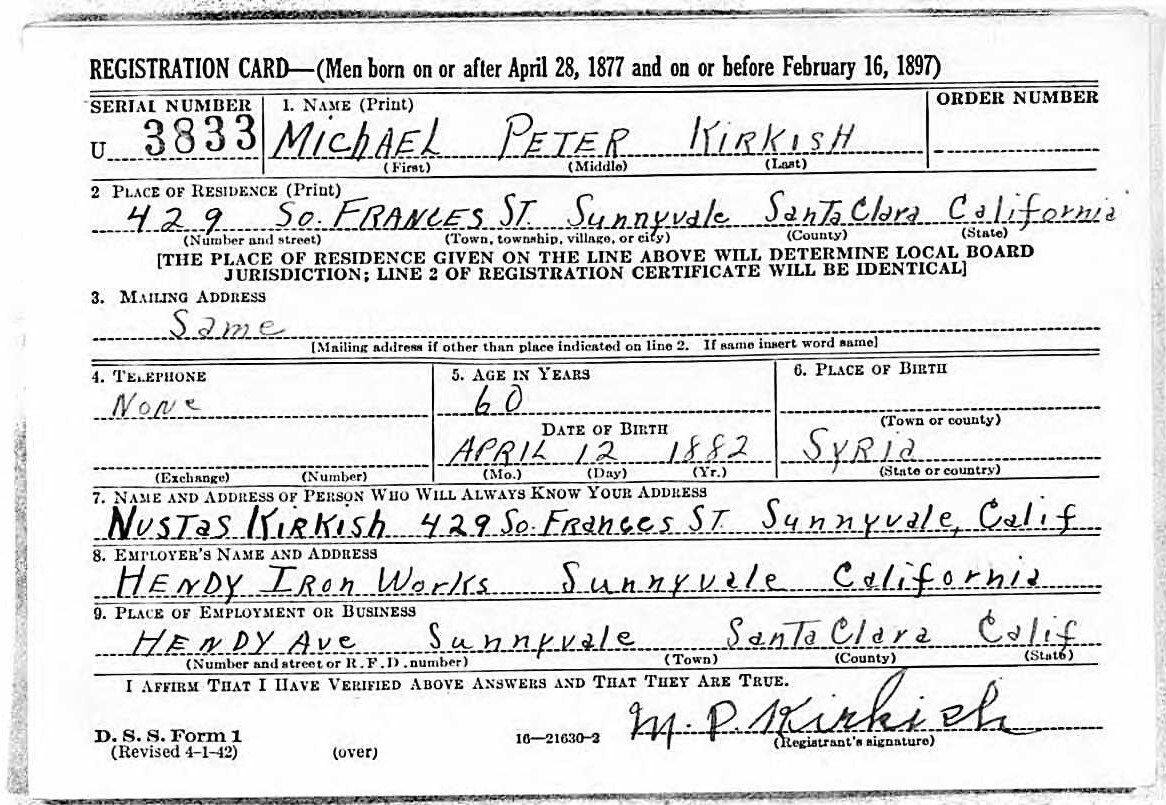 REGISTRATION CARD—(Men born on or after April 28, 1877 and on or before February 16, 1897)
SERIAL NUMBER 1. NAME (Print) ORDER NUMBER
U 3833 MichAEL PETER KIRKISH
(First) (Middle) (Last)
2 PLACE OF RESIDENCE (Print)
429 So. FRANCES ST. Sunnyvale Santa Clara California
(Number and street) (Town, township, village, or city) (County) (State)
[THE PLACE OF RESIDENCE GIVEN ON THE LINE ABOVE WILL DETERMINE LOCAL BOARD
JURISDICTION; LINE 2 OF REGISTRATION CERTIFICATE WILL BE IDENTICAL]
3. MAILING ADDRESS
Same
[Mailing address if other than place indicated on line 2. If same insert word same]
4. TELEPHONE 5. AGE IN YEARS 6. PLACE OF BIRTH
None 60
(Town or county)
DATE OF BIRTH
APRIL 12 1882 SYRIA
(Exchange) (Number) (Mo.) (Day) (Yr.) (State or country)
7. NAME AND ADDRESS OF PERSON WHO WILL ALWAYS KNOW YOUR ADDRESS
NUSTAS KIRKISH 429 So. FRANCES ST. Sunnyvale, Calif
8. EMPLOYER'S NAME AND ADDRESS
HENDY IRON Works Sunnyvale California
9. PLACE OF EMPLOYMENT OR BUSINESS
HENDY AVE Sunnyvale Santa Clara Calif
(Number and street or R. F. D. number) (Town) (County) (State)
I AFFIRM THAT I HAVE VERIFIED ABOVE ANSWERS AND THAT THEY ARE TRUE.
M. P. Kirkish
D. S. S. Form 1 16—21630-2 (Registrant's signature)
(Revised 4-1-42) (over)